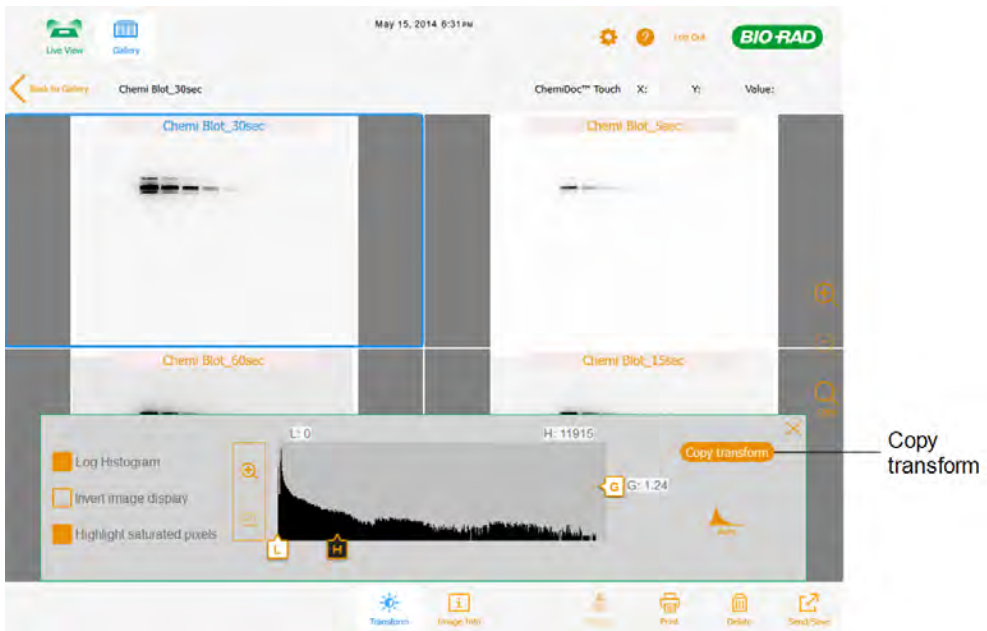 May 15, 2014 6:31 PM
Live View
Gallery
Log Out
BIO-RAD
Back to Gallery
Chemi Blot_30sec
ChemiDoc™ Touch X: Y: Value:
Chemi Blot_30sec
Chemi Blot_5sec
Chemi Blot_60sec
Chemi Blot_15sec
L: 0
H: 11915
Copy transform
Copy transform
Log Histogram
Invert image display
Highlight saturated pixels
G
G: 1.24
L
H
Auto
Transform
Image Info
Print
Delete
Send/Save